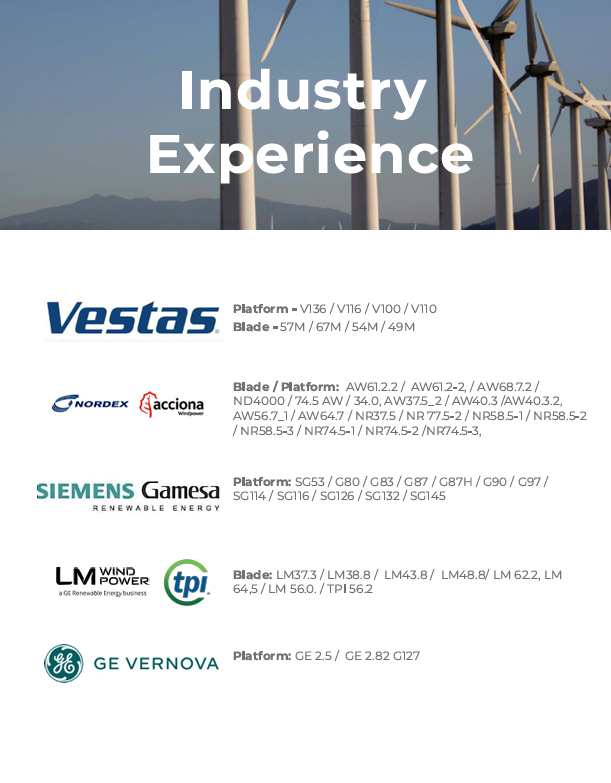 Industry
Experience
Vestas
Platform - V136 / V116 / V100 / V110
Blade - 57M / 67M / 54M / 49M
NORDEX acciona
Windpower
Blade / Platform: AW61.2.2 / AW61.2-2, / AW68.7.2 /
ND4000 / 74.5 AW / 34.0, AW37.5_2 / AW40.3 /AW40.3.2,
AW56.7_1 / AW64.7 / NR37.5 / NR 77.5-2 / NR58.5-1 / NR58.5-2
/ NR58.5-3 / NR74.5-1 / NR74.5-2 /NR74.5-3,
SIEMENS Gamesa
RENEWABLE ENERGY
Platform: SG53 / G80 / G83 / G87 / G87H / G90 / G97 /
SG114 / SG116 / SG126 / SG132 / SG145
LM WIND
POWER
a GE Renewable Energy business
tpi
Blade: LM37.3 / LM38.8 / LM43.8 / LM48.8/ LM 62.2, LM
64,5 / LM 56.0. / TPI 56.2
GE GE VERNOVA
Platform: GE 2.5 / GE 2.82 G127